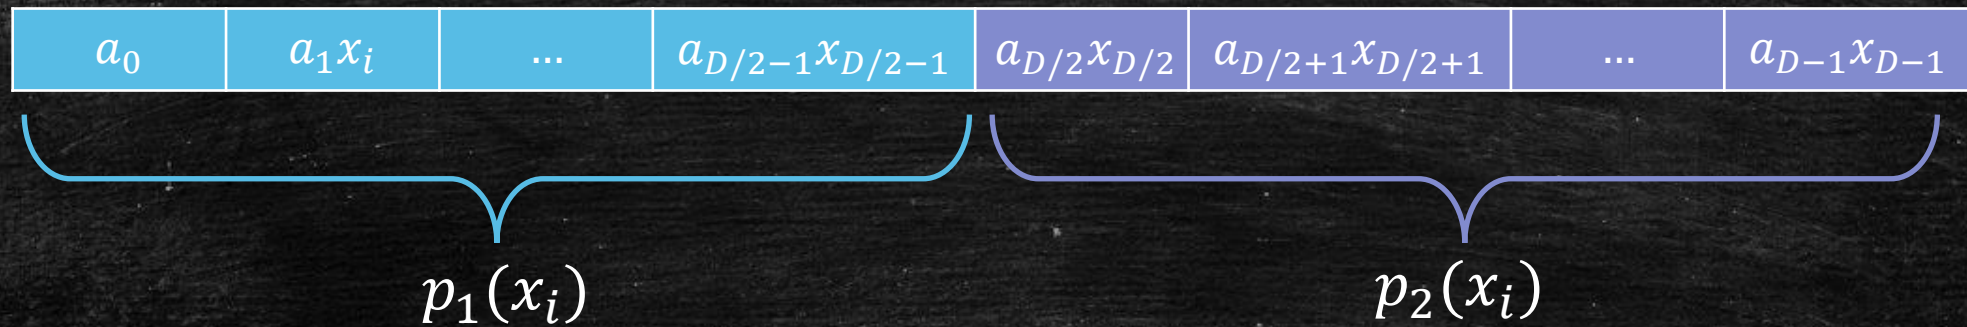 a₀ a₁xᵢ ... a_{D/2−1}x_{D/2−1} a_{D/2}x_{D/2} a_{D/2+1}x_{D/2+1} ... a_{D−1}x_{D−1}
p₁(xᵢ) p₂(xᵢ)